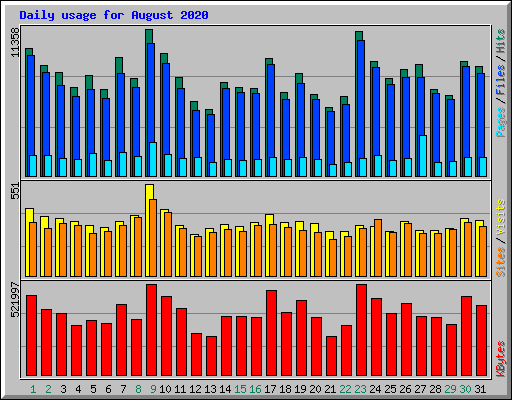 Daily usage for August 2020
11358
Pages/Files/Hits
551
Sites/Visits
521997
KBytes
1 2 3 4 5 6 7 8 9 10 11 12 13 14 15 16 17 18 19 20 21 22 23 24 25 26 27 28 29 30 31